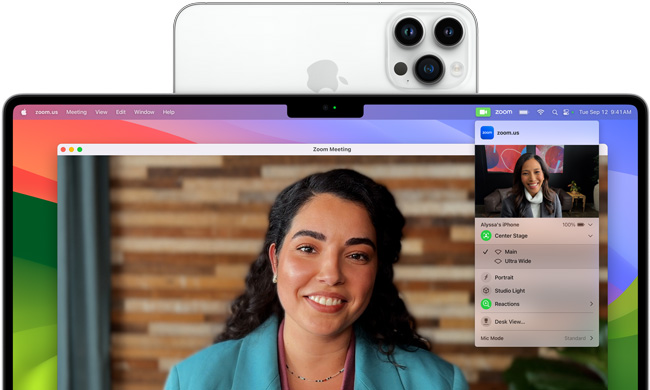 zoom.us Meeting View Edit Window Help
zoom Tue Sep 12 9:41 AM
Zoom Meeting
zoom zoom.us
Alyssa's iPhone 100%
Center Stage
Main
Ultra Wide
Portrait
Studio Light
Reactions
Desk View...
Mic Mode Standard